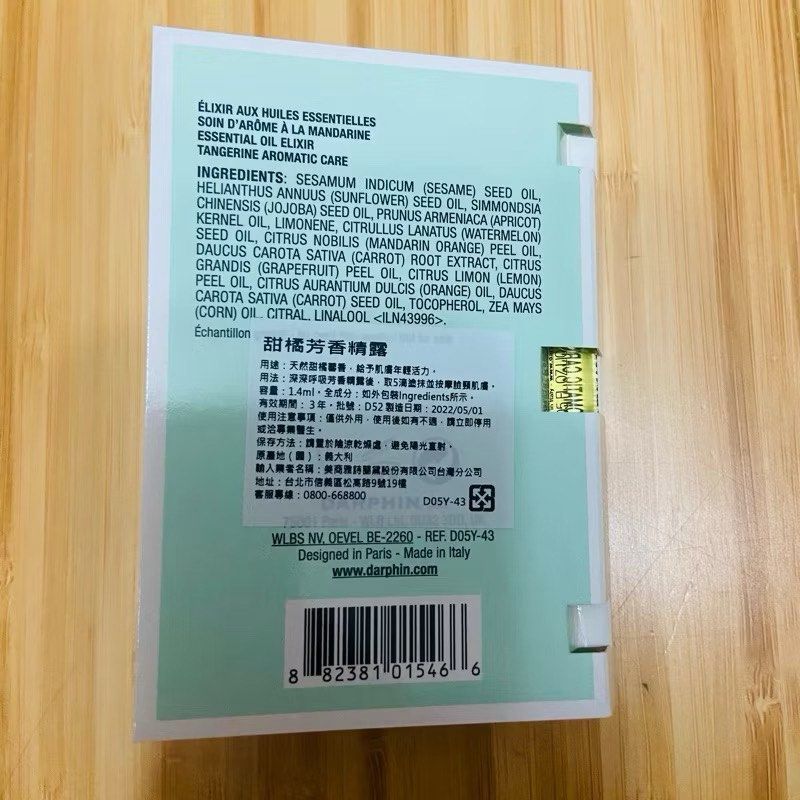 ÉLIXIR AUX HUILES ESSENTIELLES
SOIN D'ARÔME À LA MANDARINE
ESSENTIAL OIL ELIXIR
TANGERINE AROMATIC CARE
INGREDIENTS: SESAMUM INDICUM (SESAME) SEED OIL,
HELIANTHUS ANNUUS (SUNFLOWER) SEED OIL, SIMMONDSIA
CHINENSIS (JOJOBA) SEED OIL, PRUNUS ARMENIACA (APRICOT)
KERNEL OIL, LIMONENE, CITRULLUS LANATUS (WATERMELON)
SEED OIL, CITRUS NOBILIS (MANDARIN ORANGE) PEEL OIL,
DAUCUS CAROTA SATIVA (CARROT) ROOT EXTRACT, CITRUS
GRANDIS (GRAPEFRUIT) PEEL OIL, CITRUS LIMON (LEMON)
PEEL OIL, CITRUS AURANTIUM DULCIS (ORANGE) OIL, DAUCUS
CAROTA SATIVA (CARROT) SEED OIL, TOCOPHEROL, ZEA MAYS
(CORN) OIL, CITRAL, LINALOOL <ILN43996>.
Échantillon
甜橘芳香精露
用途：天然甜橘馨香，給予肌膚年輕活力。
用法：深深呼吸芳香精露後，取5滴塗抹並按摩臉頸肌膚。
容量：1.4ml。全成分：如外包裝Ingredients所示。
有效期間：3年。批號：D52 製造日期：2022/05/01
使用注意事項：僅供外用，使用後如有不適，請立即停用
或洽專業醫生。
保存方法：請置於陰涼乾燥處，避免陽光直射。
原產地（國）：義大利
輸入業者名稱：美商雅詩蘭黛股份有限公司台灣分公司
地址：台北市信義區松高路9號19樓
客服專線：0800-668800
D05Y-43
DARPHIN
WLBS NV, OEVEL BE-2260 - REF. D05Y-43
Designed in Paris - Made in Italy
www.darphin.com
8 82381 01546 6